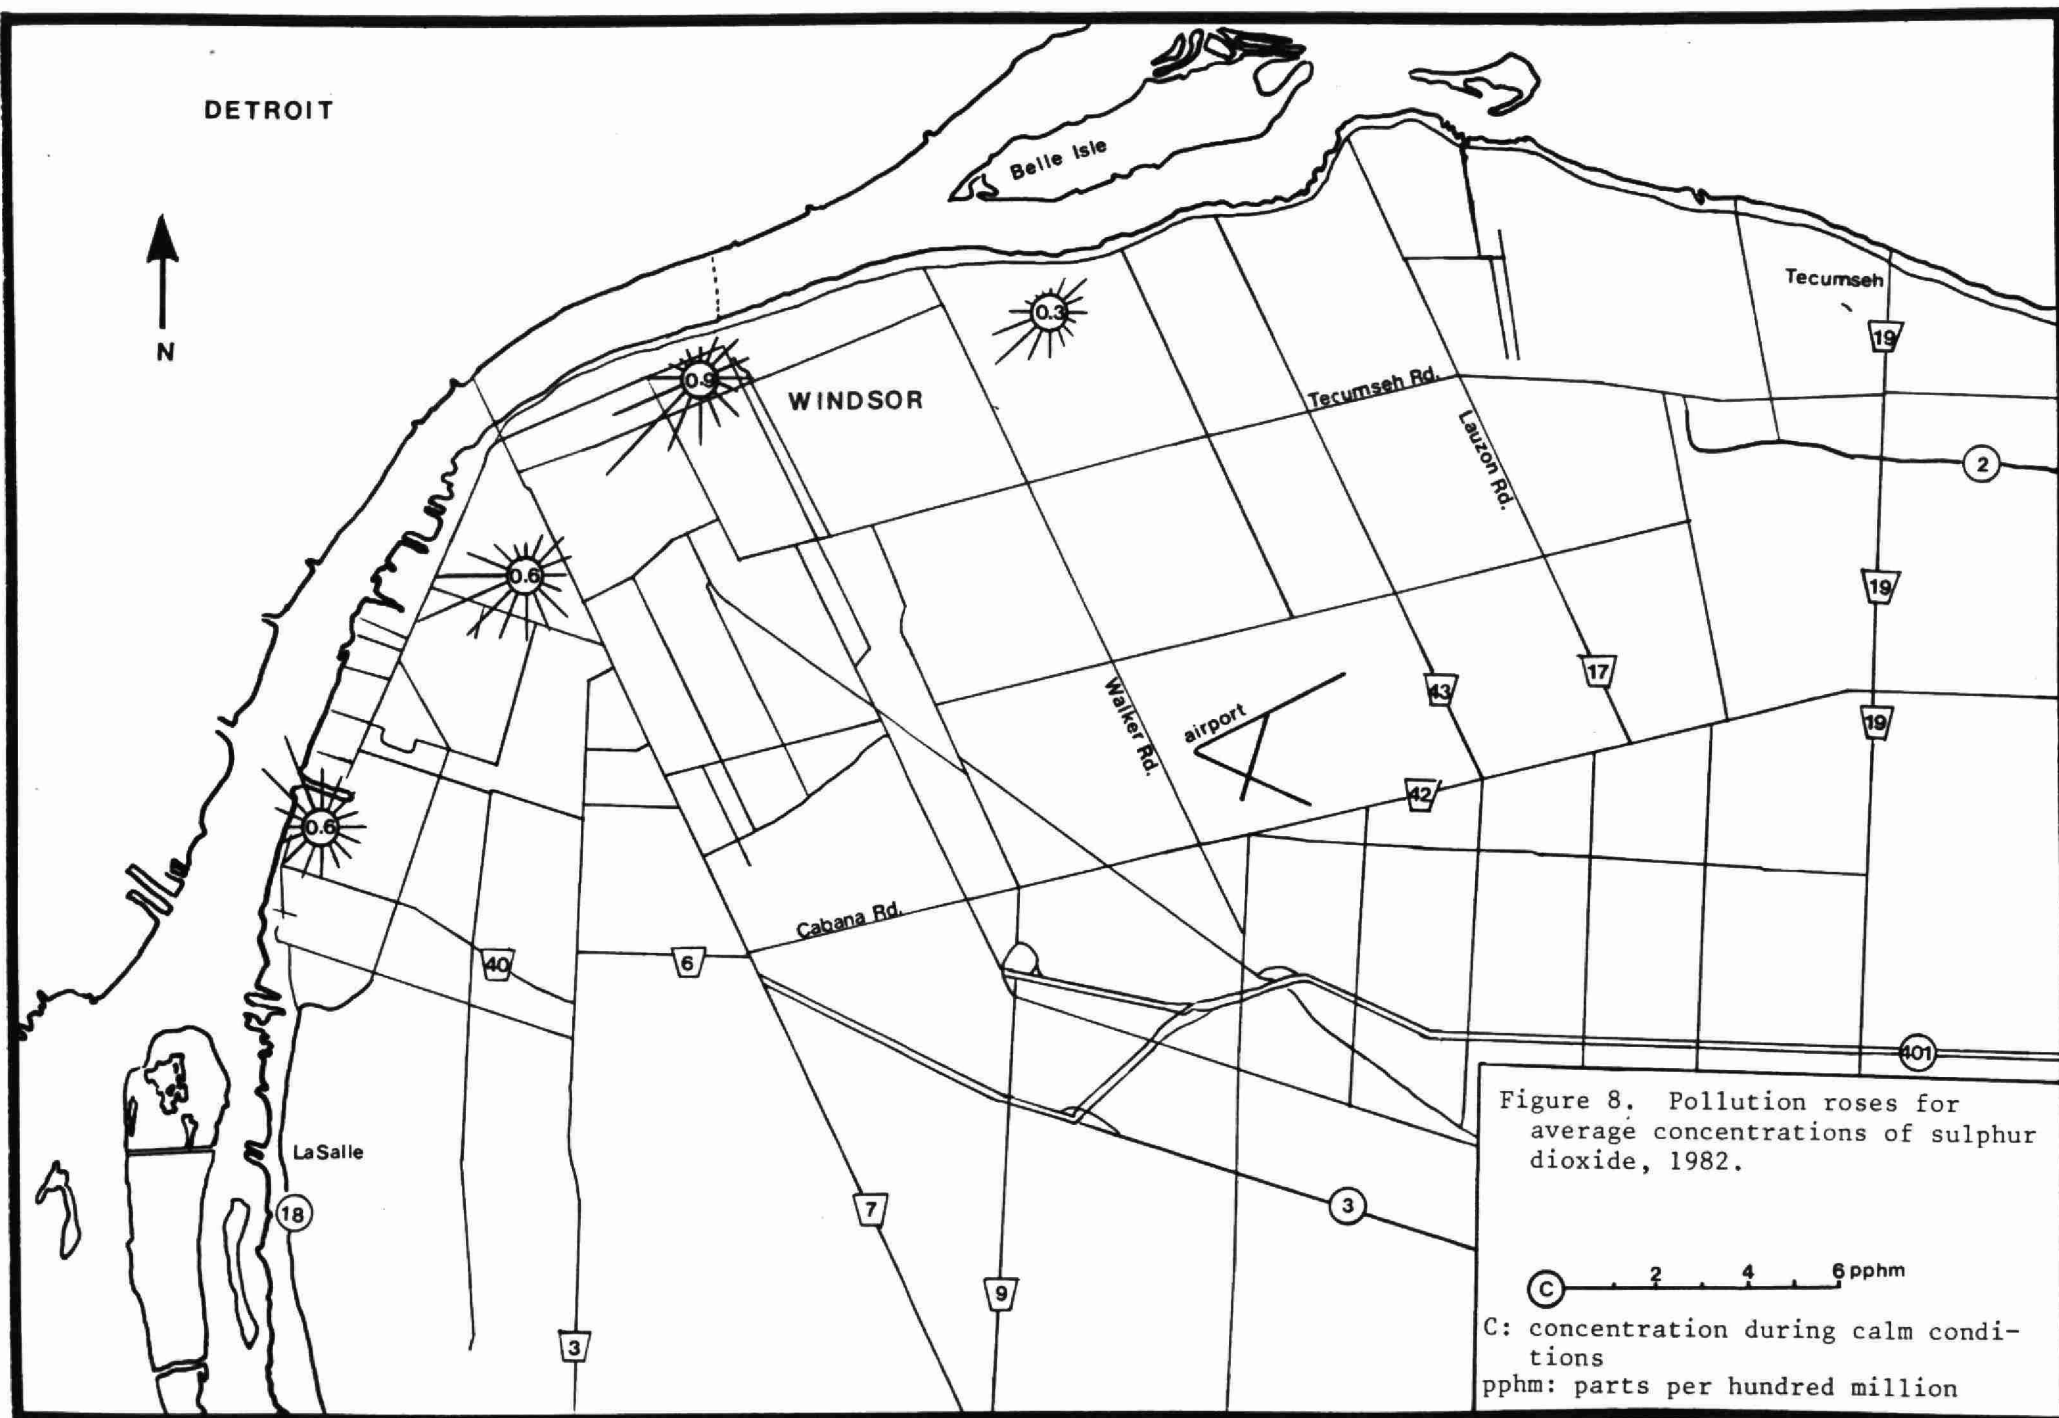 DETROIT
Belle Isle
N
Tecumseh
19
0.3
0.9
WINDSOR
Tecumseh Rd.
Lauzon Rd.
2
0.6
19
17
43
Walker Rd.
airport
19
42
0.6
Cabana Rd.
40
6
401
LaSalle
18
7
3
9
3
Figure 8. Pollution roses for
average concentrations of sulphur
dioxide, 1982.
2 4 6 pphm
C
C: concentration during calm condi-
tions
pphm: parts per hundred million